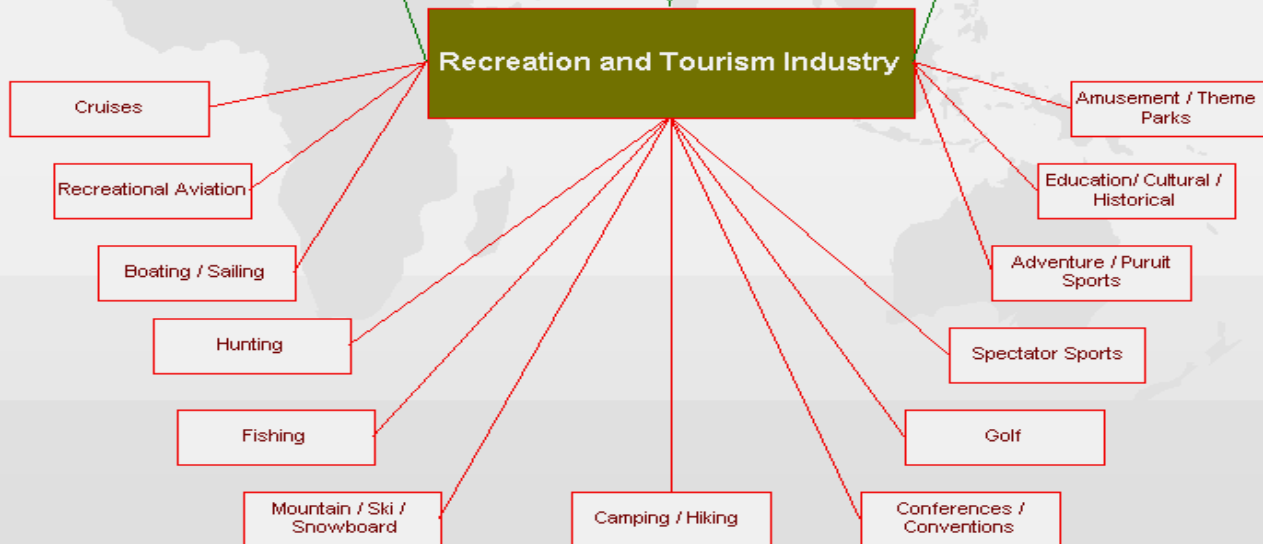 Recreation and Tourism Industry
Cruises
Amusement / Theme
Parks
Recreational Aviation
Education/ Cultural /
Historical
Boating / Sailing
Adventure / Puruit
Sports
Hunting
Spectator Sports
Fishing
Golf
Mountain / Ski /
Snowboard
Camping / Hiking
Conferences /
Conventions